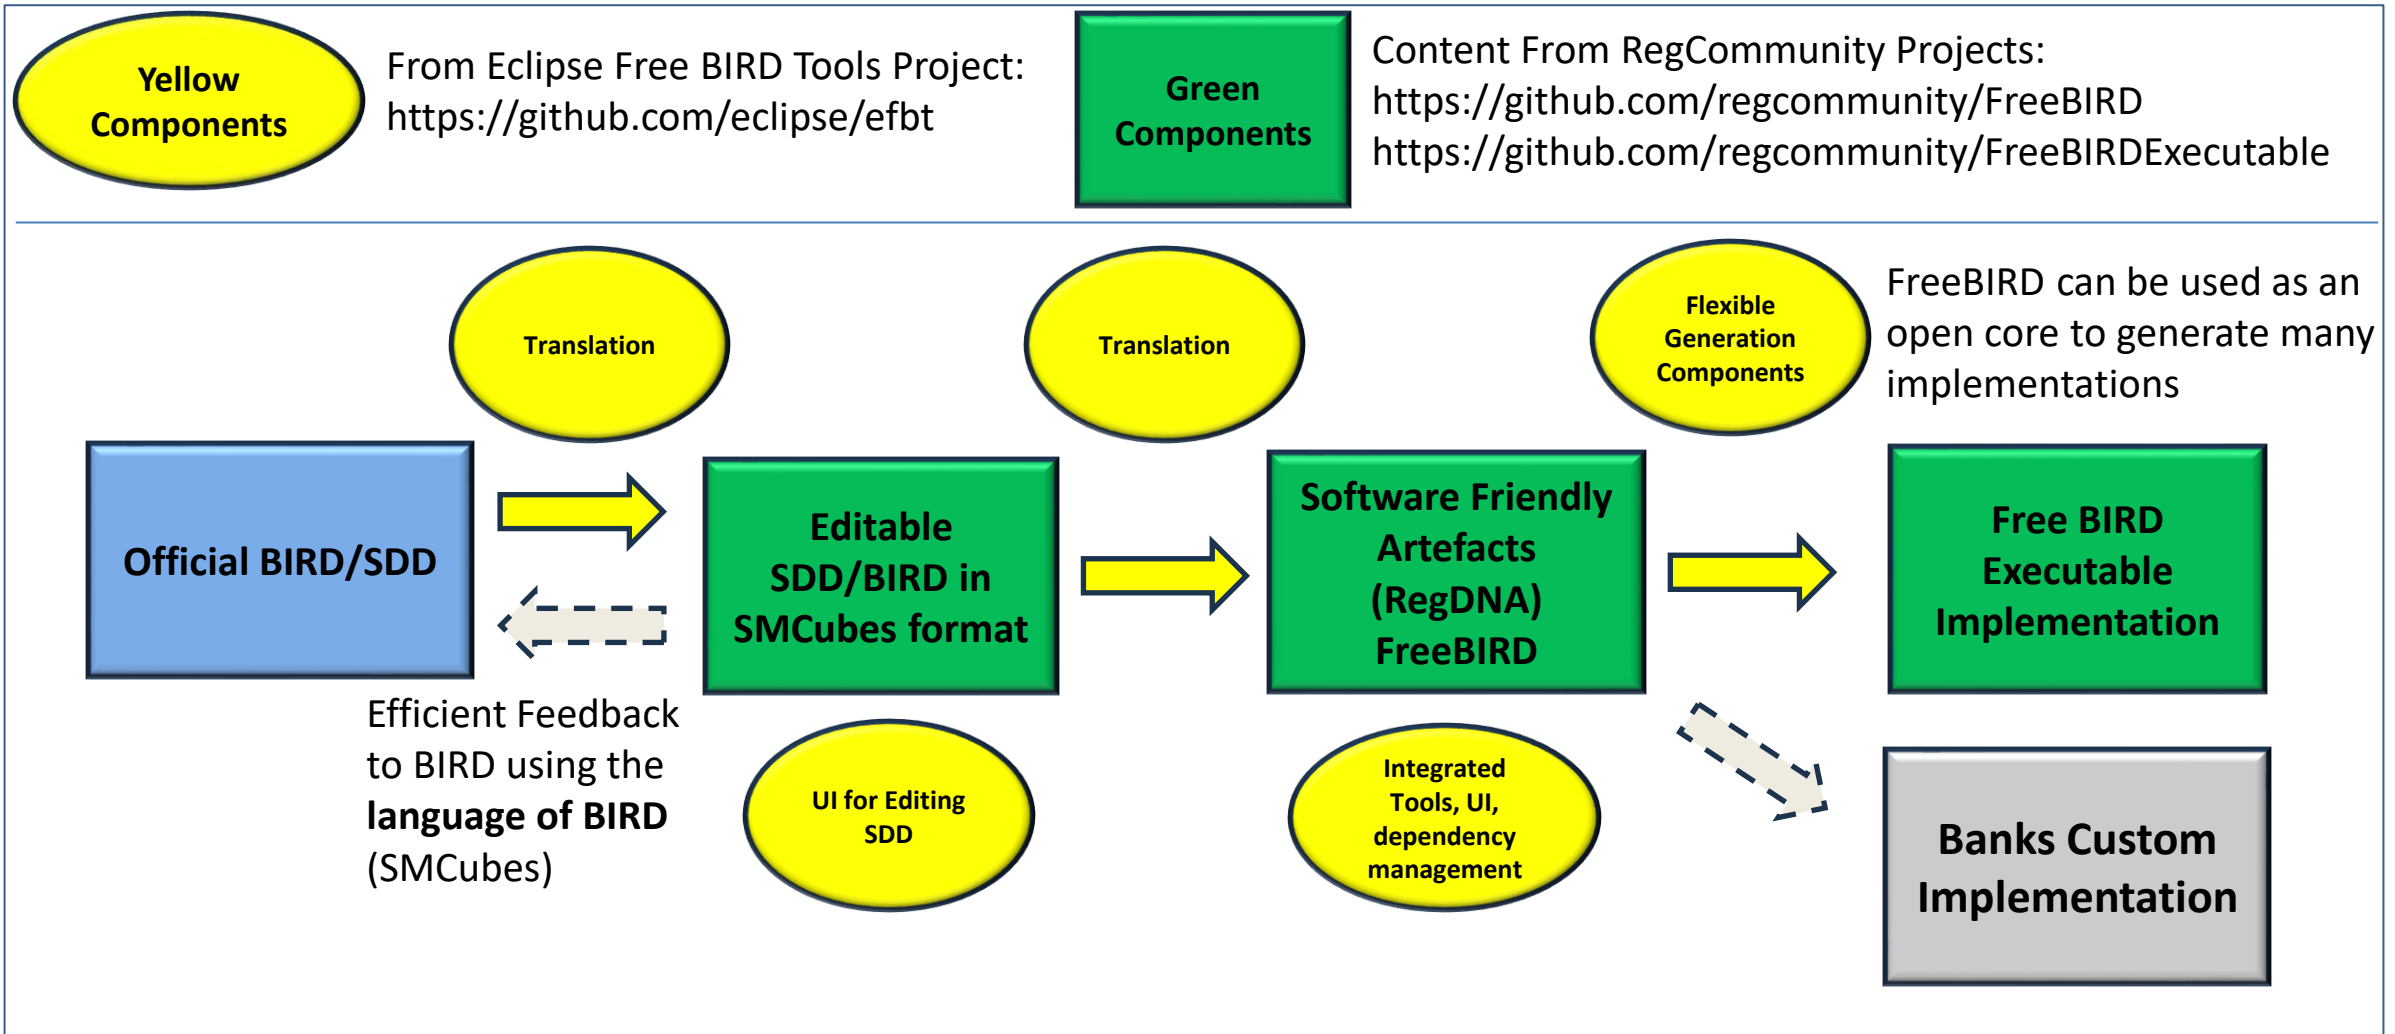 Yellow
Components
From Eclipse Free BIRD Tools Project:
https://github.com/eclipse/efbt
Green
Components
Content From RegCommunity Projects:
https://github.com/regcommunity/FreeBIRD
https://github.com/regcommunity/FreeBIRDExecutable
Translation
Translation
Flexible
Generation
Components
FreeBIRD can be used as an
open core to generate many
implementations
Official BIRD/SDD
Editable
SDD/BIRD in
SMCubes format
Software Friendly
Artefacts
(RegDNA)
FreeBIRD
Free BIRD
Executable
Implementation
Efficient Feedback
to BIRD using the
language of BIRD
(SMCubes)
UI for Editing
SDD
Integrated
Tools, UI,
dependency
management
Banks Custom
Implementation